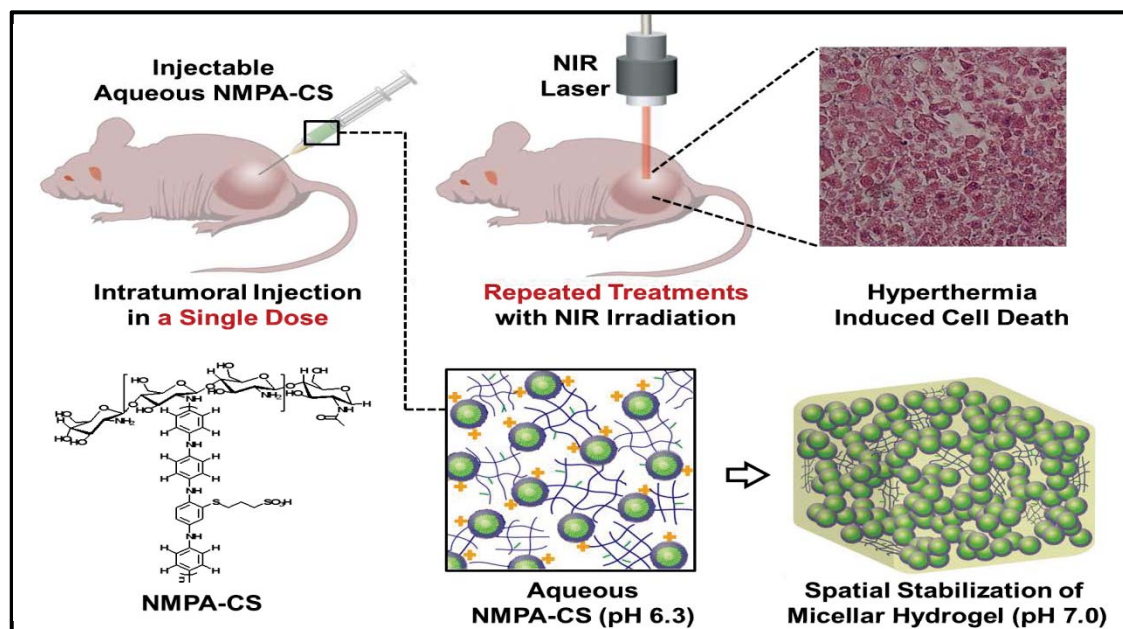 Injectable
Aqueous NMPA-CS
NIR
Laser
Intratumoral Injection
in a Single Dose
Repeated Treatments
with NIR Irradiation
Hyperthermia
Induced Cell Death
NMPA-CS
Aqueous
NMPA-CS (pH 6.3)
Spatial Stabilization of
Micellar Hydrogel (pH 7.0)